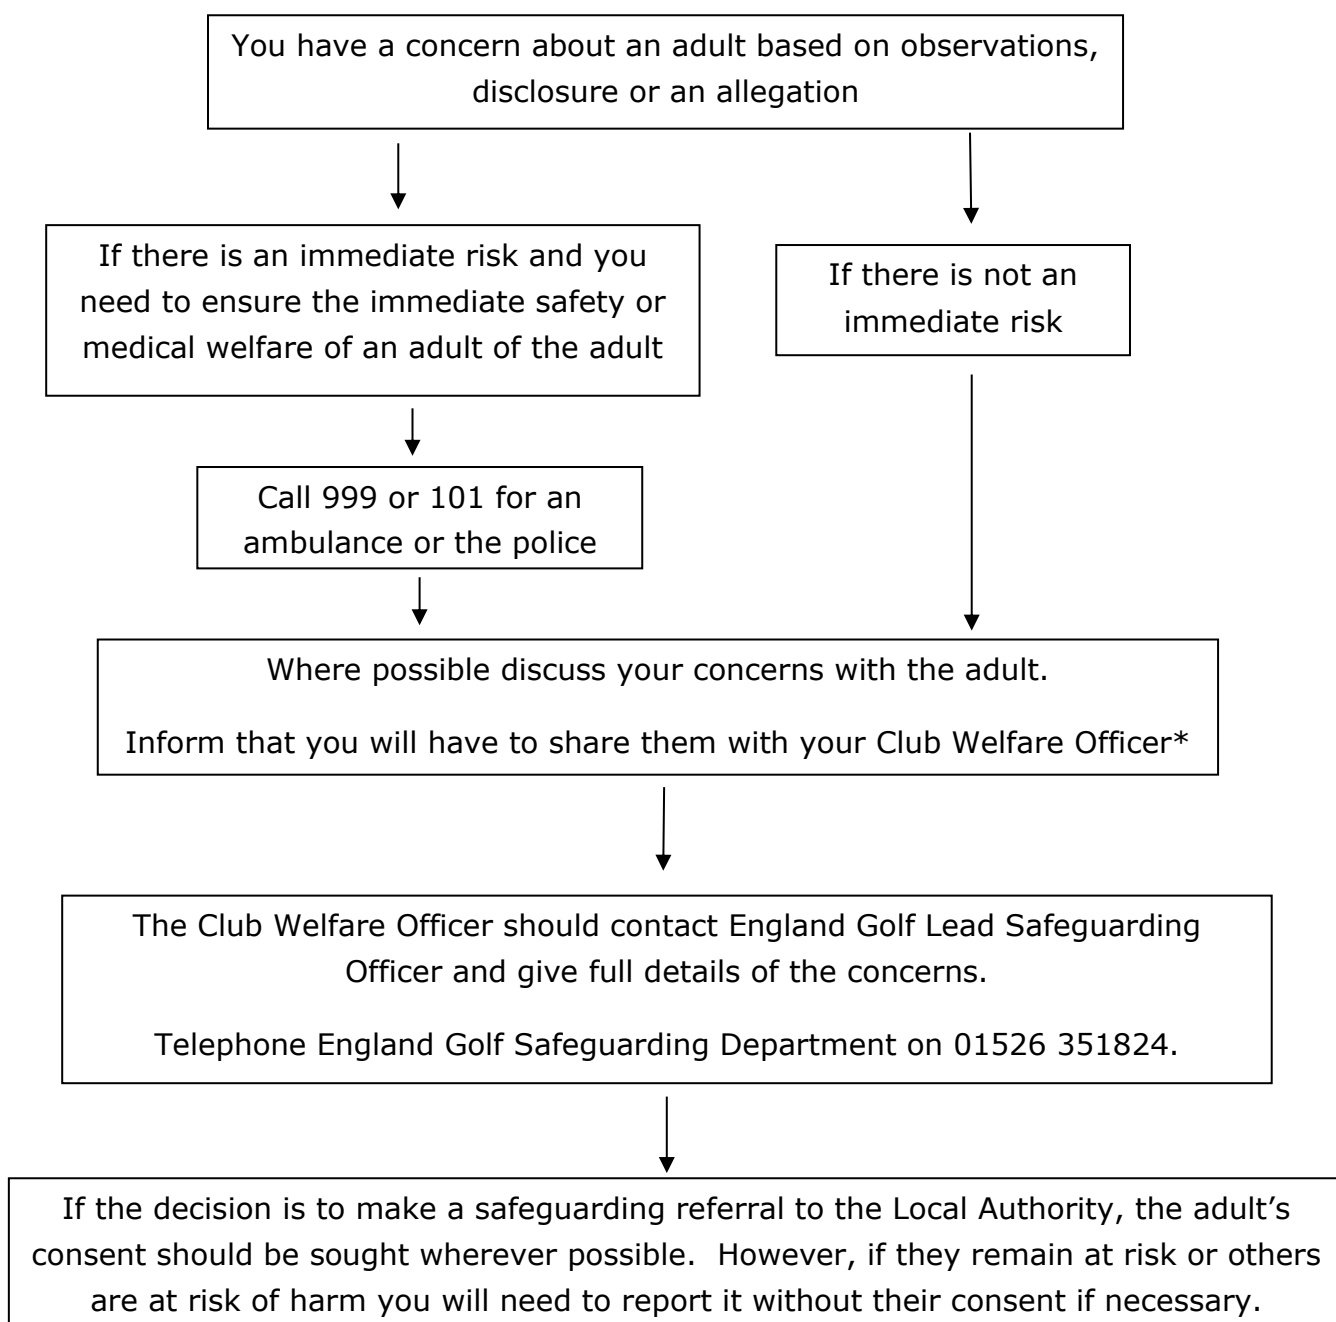 You have a concern about an adult based on observations,
disclosure or an allegation
If there is an immediate risk and you
need to ensure the immediate safety or
medical welfare of an adult of the adult
If there is not an
immediate risk
Call 999 or 101 for an
ambulance or the police
Where possible discuss your concerns with the adult.
Inform that you will have to share them with your Club Welfare Officer*
The Club Welfare Officer should contact England Golf Lead Safeguarding
Officer and give full details of the concerns.
Telephone England Golf Safeguarding Department on 01526 351824.
If the decision is to make a safeguarding referral to the Local Authority, the adult’s
consent should be sought wherever possible.  However, if they remain at risk or others
are at risk of harm you will need to report it without their consent if necessary.